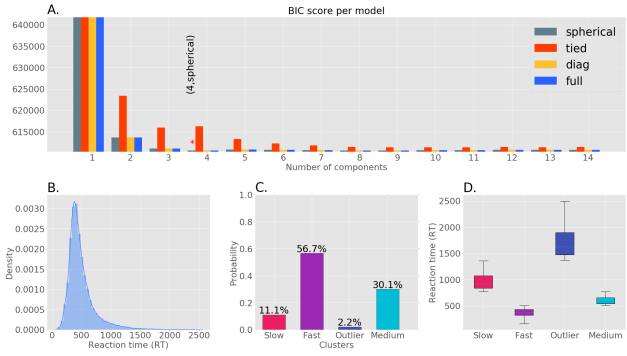 A.
BIC score per model
640000
635000
630000
625000
620000
615000
(4,spherical)
*
spherical
tied
diag
full
1 2 3 4 5 6 7 8 9 10 11 12 13 14
Number of components
B.
Density
0.0030
0.0025
0.0020
0.0015
0.0010
0.0005
0.0000
0 500 1000 1500 2000 2500
Reaction time (RT)
C.
Probability
1.0
0.8
0.6
0.4
0.2
0.0
11.1%
56.7%
2.2%
30.1%
Slow Fast Outlier Medium
Clusters
D.
Reaction time (RT)
2500
2000
1500
1000
500
Slow Fast Outlier Medium